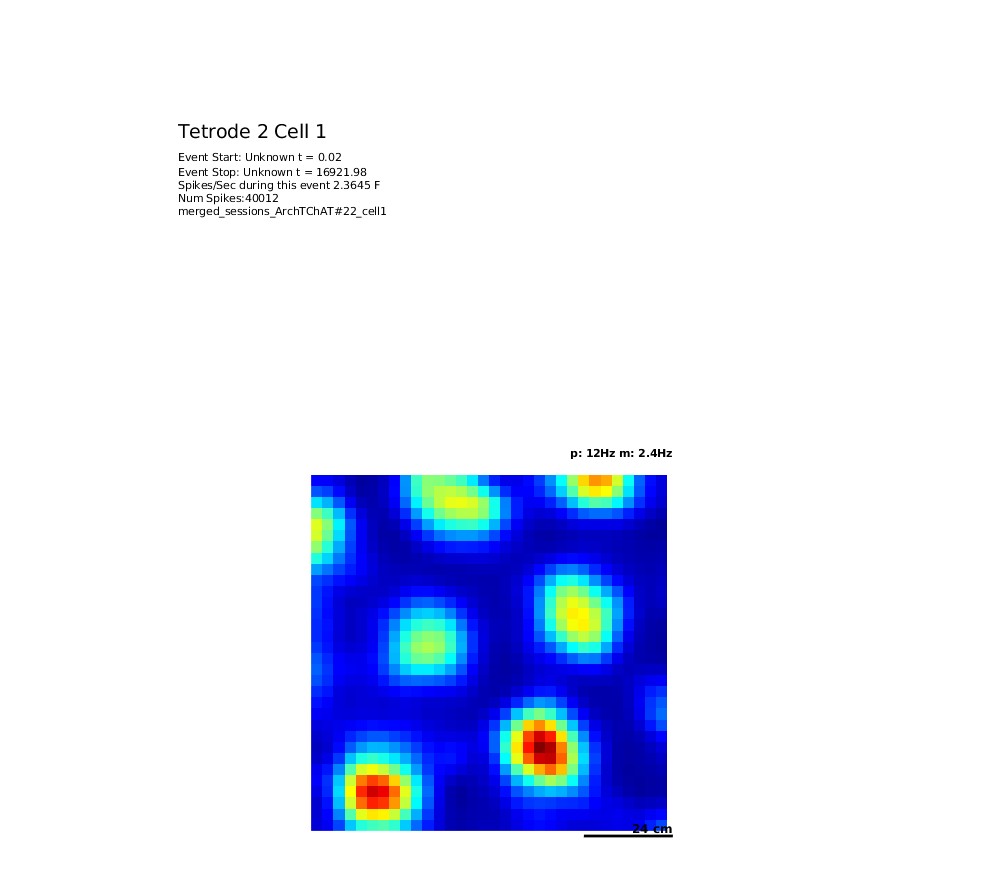 Tetrode 2 Cell 1
Event Start: Unknown t = 0.02
Event Stop: Unknown t = 16921.98
Spikes/Sec during this event 2.3645 F
Num Spikes:40012
merged_sessions_ArchTChAT#22_cell1
p: 12Hz m: 2.4Hz
24 cm